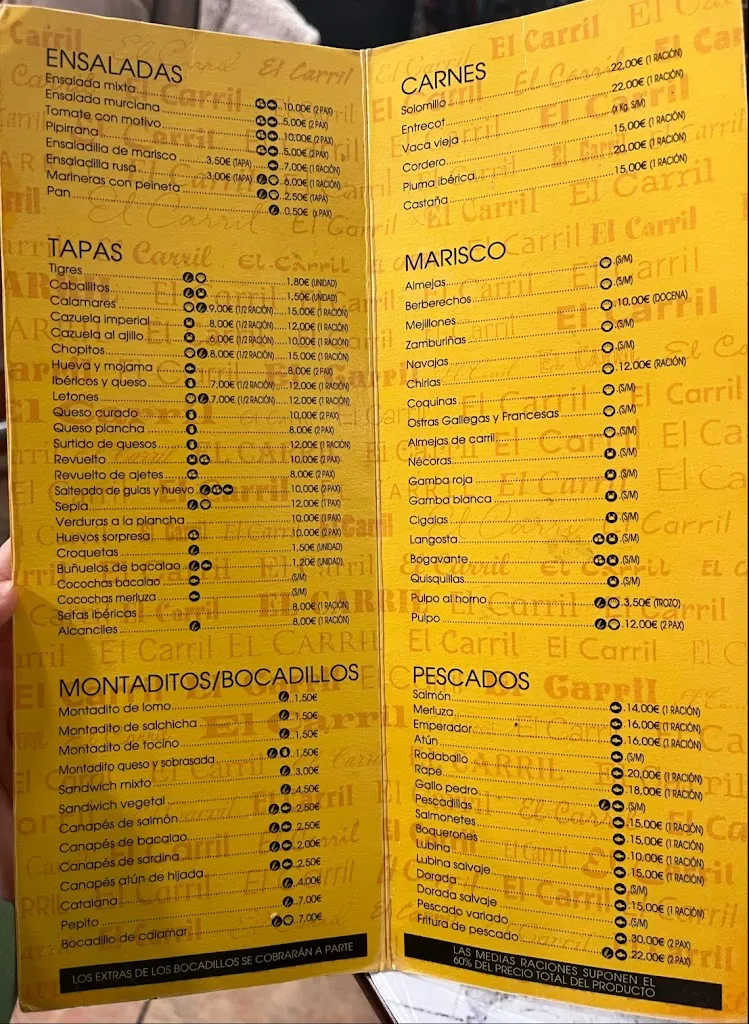 ENSALADAS
Ensalada mixta 10,00€ (2 PAX)
Ensalada murciana 5,00€ (2 PAX)
Tomate con motivo 10,00€ (2 PAX)
Pipirrana 5,00€ (2 PAX)
Ensaladilla de marisco 3,50€ (TAPA) 7,00€ (1 RACIÓN)
Ensaladilla rusa 3,00€ (TAPA) 6,00€ (1 RACIÓN)
Marineras con peineta 2,50€ (TAPA)
Pan 0,50€ (x PAX)
TAPAS
Tigres 1,80€ (UNIDAD)
Caballitos 1,50€ (UNIDAD)
Calamares 9,00€ (1/2 RACIÓN) 15,00€ (1 RACIÓN)
Cazuela imperial 8,00€ (1/2 RACIÓN) 12,00€ (1 RACIÓN)
Cazuela al ajillo 6,00€ (1/2 RACIÓN) 10,00€ (1 RACIÓN)
Chopitos 8,00€ (1/2 RACIÓN) 15,00€ (1 RACIÓN)
Hueva y mojama 8,00€ (2 PAX)
Ibéricos y queso 7,00€ (1/2 RACIÓN) 12,00€ (1 RACIÓN)
Letones 7,00€ (1/2 RACIÓN) 12,00€ (1 RACIÓN)
Queso curado 10,00€ (2 PAX)
Queso plancha 8,00€ (2 PAX)
Surtido de quesos 12,00€ (1 RACIÓN)
Revuelto 10,00€ (2 PAX)
Revuelto de ajetes 8,00€ (2 PAX)
Salteado de gulas y huevo 10,00€ (2 PAX)
Sepia 12,00€ (1 PAX)
Verduras a la plancha 10,00€ (1 PAX)
Huevos sorpresa 10,00€ (2 PAX)
Croquetas 1,50€ (UNIDAD)
Buñuelos de bacalao 1,20€ (UNIDAD)
Cocochas bacalao (S/M)
Cocochas merluza (S/M)
Setas ibéricas 8,00€ (1 RACIÓN)
Alcanciles 8,00€ (1 RACIÓN)
MONTADITOS/BOCADILLOS
Montadito de lomo 1,50€
Montadito de salchicha 1,50€
Montadito de tocino 1,50€
Montadito queso y sobrasada 1,50€
Sandwich mixto 3,00€
Sandwich vegetal 4,50€
Canapés de salmón 2,50€
Canapés de bacalao 2,50€
Canapés de sardina 2,00€
Canapés atún de hijada 2,50€
Catalana 4,00€
Pepito 7,00€
Bocadillo de calamar 7,00€
LOS EXTRAS DE LOS BOCADILLOS SE COBRARÁN A PARTE
CARNES
Solomillo 22,00€ (1 RACIÓN)
Entrecot 22,00€ (1 RACIÓN)
Vaca vieja (x Kg. S/M)
Cordero 15,00€ (1 RACIÓN)
Pluma ibérica 20,00€ (1 RACIÓN)
Castaña 15,00€ (1 RACIÓN)
MARISCO
Almejas (S/M)
Berberechos (S/M)
Mejillones 10,00€ (DOCENA)
Zamburiñas (S/M)
Navajas (S/M)
Chirlas 12,00€ (RACIÓN)
Coquinas (S/M)
Ostras Gallegas y Francesas (S/M)
Almejas de carril (S/M)
Nécoras (S/M)
Gamba roja (S/M)
Gamba blanca (S/M)
Cigalas (S/M)
Langosta (S/M)
Bogavante (S/M)
Quisquillas (S/M)
Pulpo al horno 3,50€ (TROZO)
Pulpo 12,00€ (2 PAX)
PESCADOS
Salmón 14,00€ (1 RACIÓN)
Merluza 16,00€ (1 RACIÓN)
Emperador 16,00€ (1 RACIÓN)
Atún (S/M)
Rodaballo 20,00€ (1 RACIÓN)
Rape 18,00€ (1 RACIÓN)
Gallo pedro (S/M)
Pescadillas 15,00€ (1 RACIÓN)
Salmonetes 15,00€ (1 RACIÓN)
Boquerones 10,00€ (1 RACIÓN)
Lubina 15,00€ (1 RACIÓN)
Lubina salvaje (S/M)
Dorada 15,00€ (1 RACIÓN)
Dorada salvaje (S/M)
Pescado variado 30,00€ (2 PAX)
Fritura de pescado 22,00€ (2 PAX)
LAS MEDIAS RACIONES SUPONEN EL
60% DEL PRECIO TOTAL DEL PRODUCTO